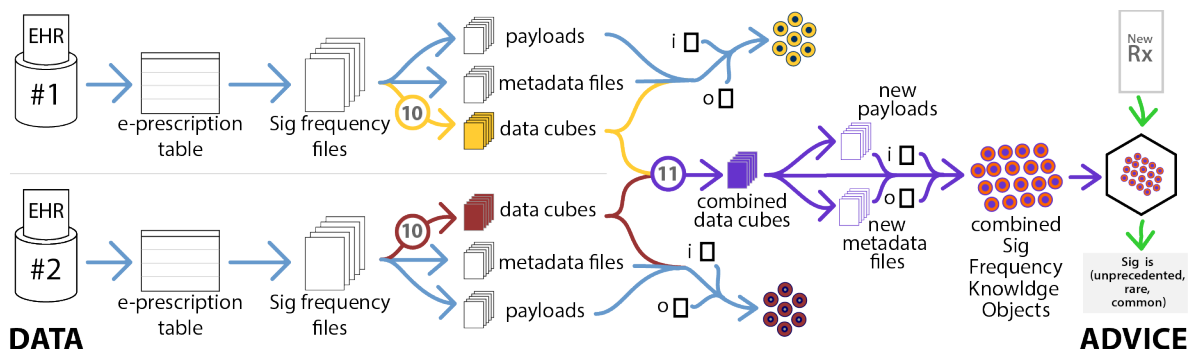 EHR
#1
e-prescription
table
Sig frequency
files
10
payloads
metadata files
data cubes
i
o
EHR
#2
e-prescription
table
Sig frequency
files
10
data cubes
metadata files
payloads
i
o
11
combined
data cubes
new
payloads
i
o
new
metadata
files
combined
Sig
Frequency
Knowldge
Objects
New
Rx
Sig is
(unprecedented,
rare,
common)
DATA
ADVICE